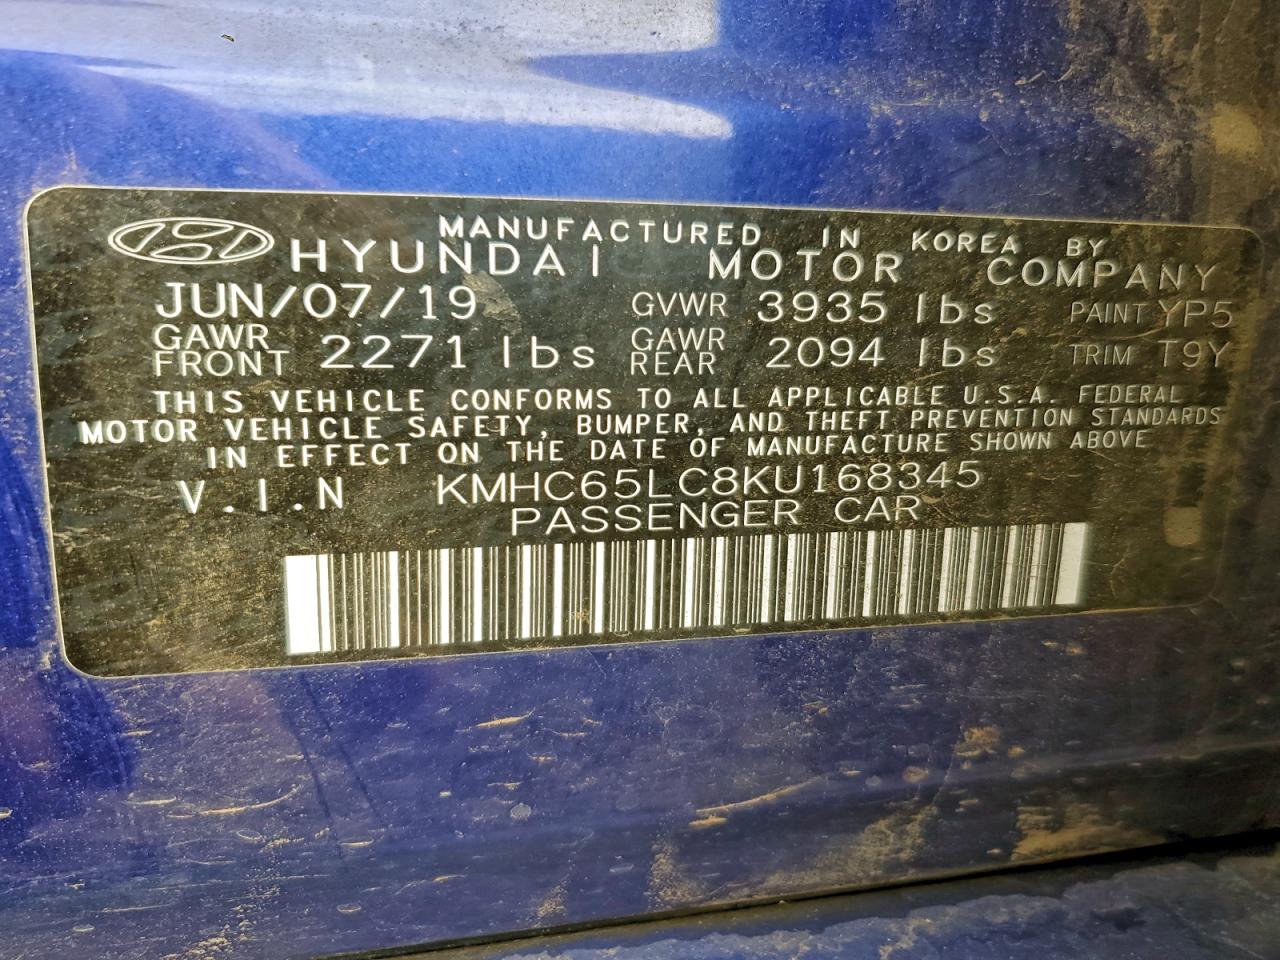 MANUFACTURED IN KOREA BY
HYUNDAI MOTOR COMPANY
JUN/07/19 GVWR 3935 lbs PAINT YP5
GAWR FRONT 2271 lbs GAWR REAR 2094 lbs TRIM T9Y
THIS VEHICLE CONFORMS TO ALL APPLICABLE U.S.A. FEDERAL
MOTOR VEHICLE SAFETY, BUMPER, AND THEFT PREVENTION STANDARDS
IN EFFECT ON THE DATE OF MANUFACTURE SHOWN ABOVE
V.I.N KMHC65LC8KU168345
PASSENGER CAR